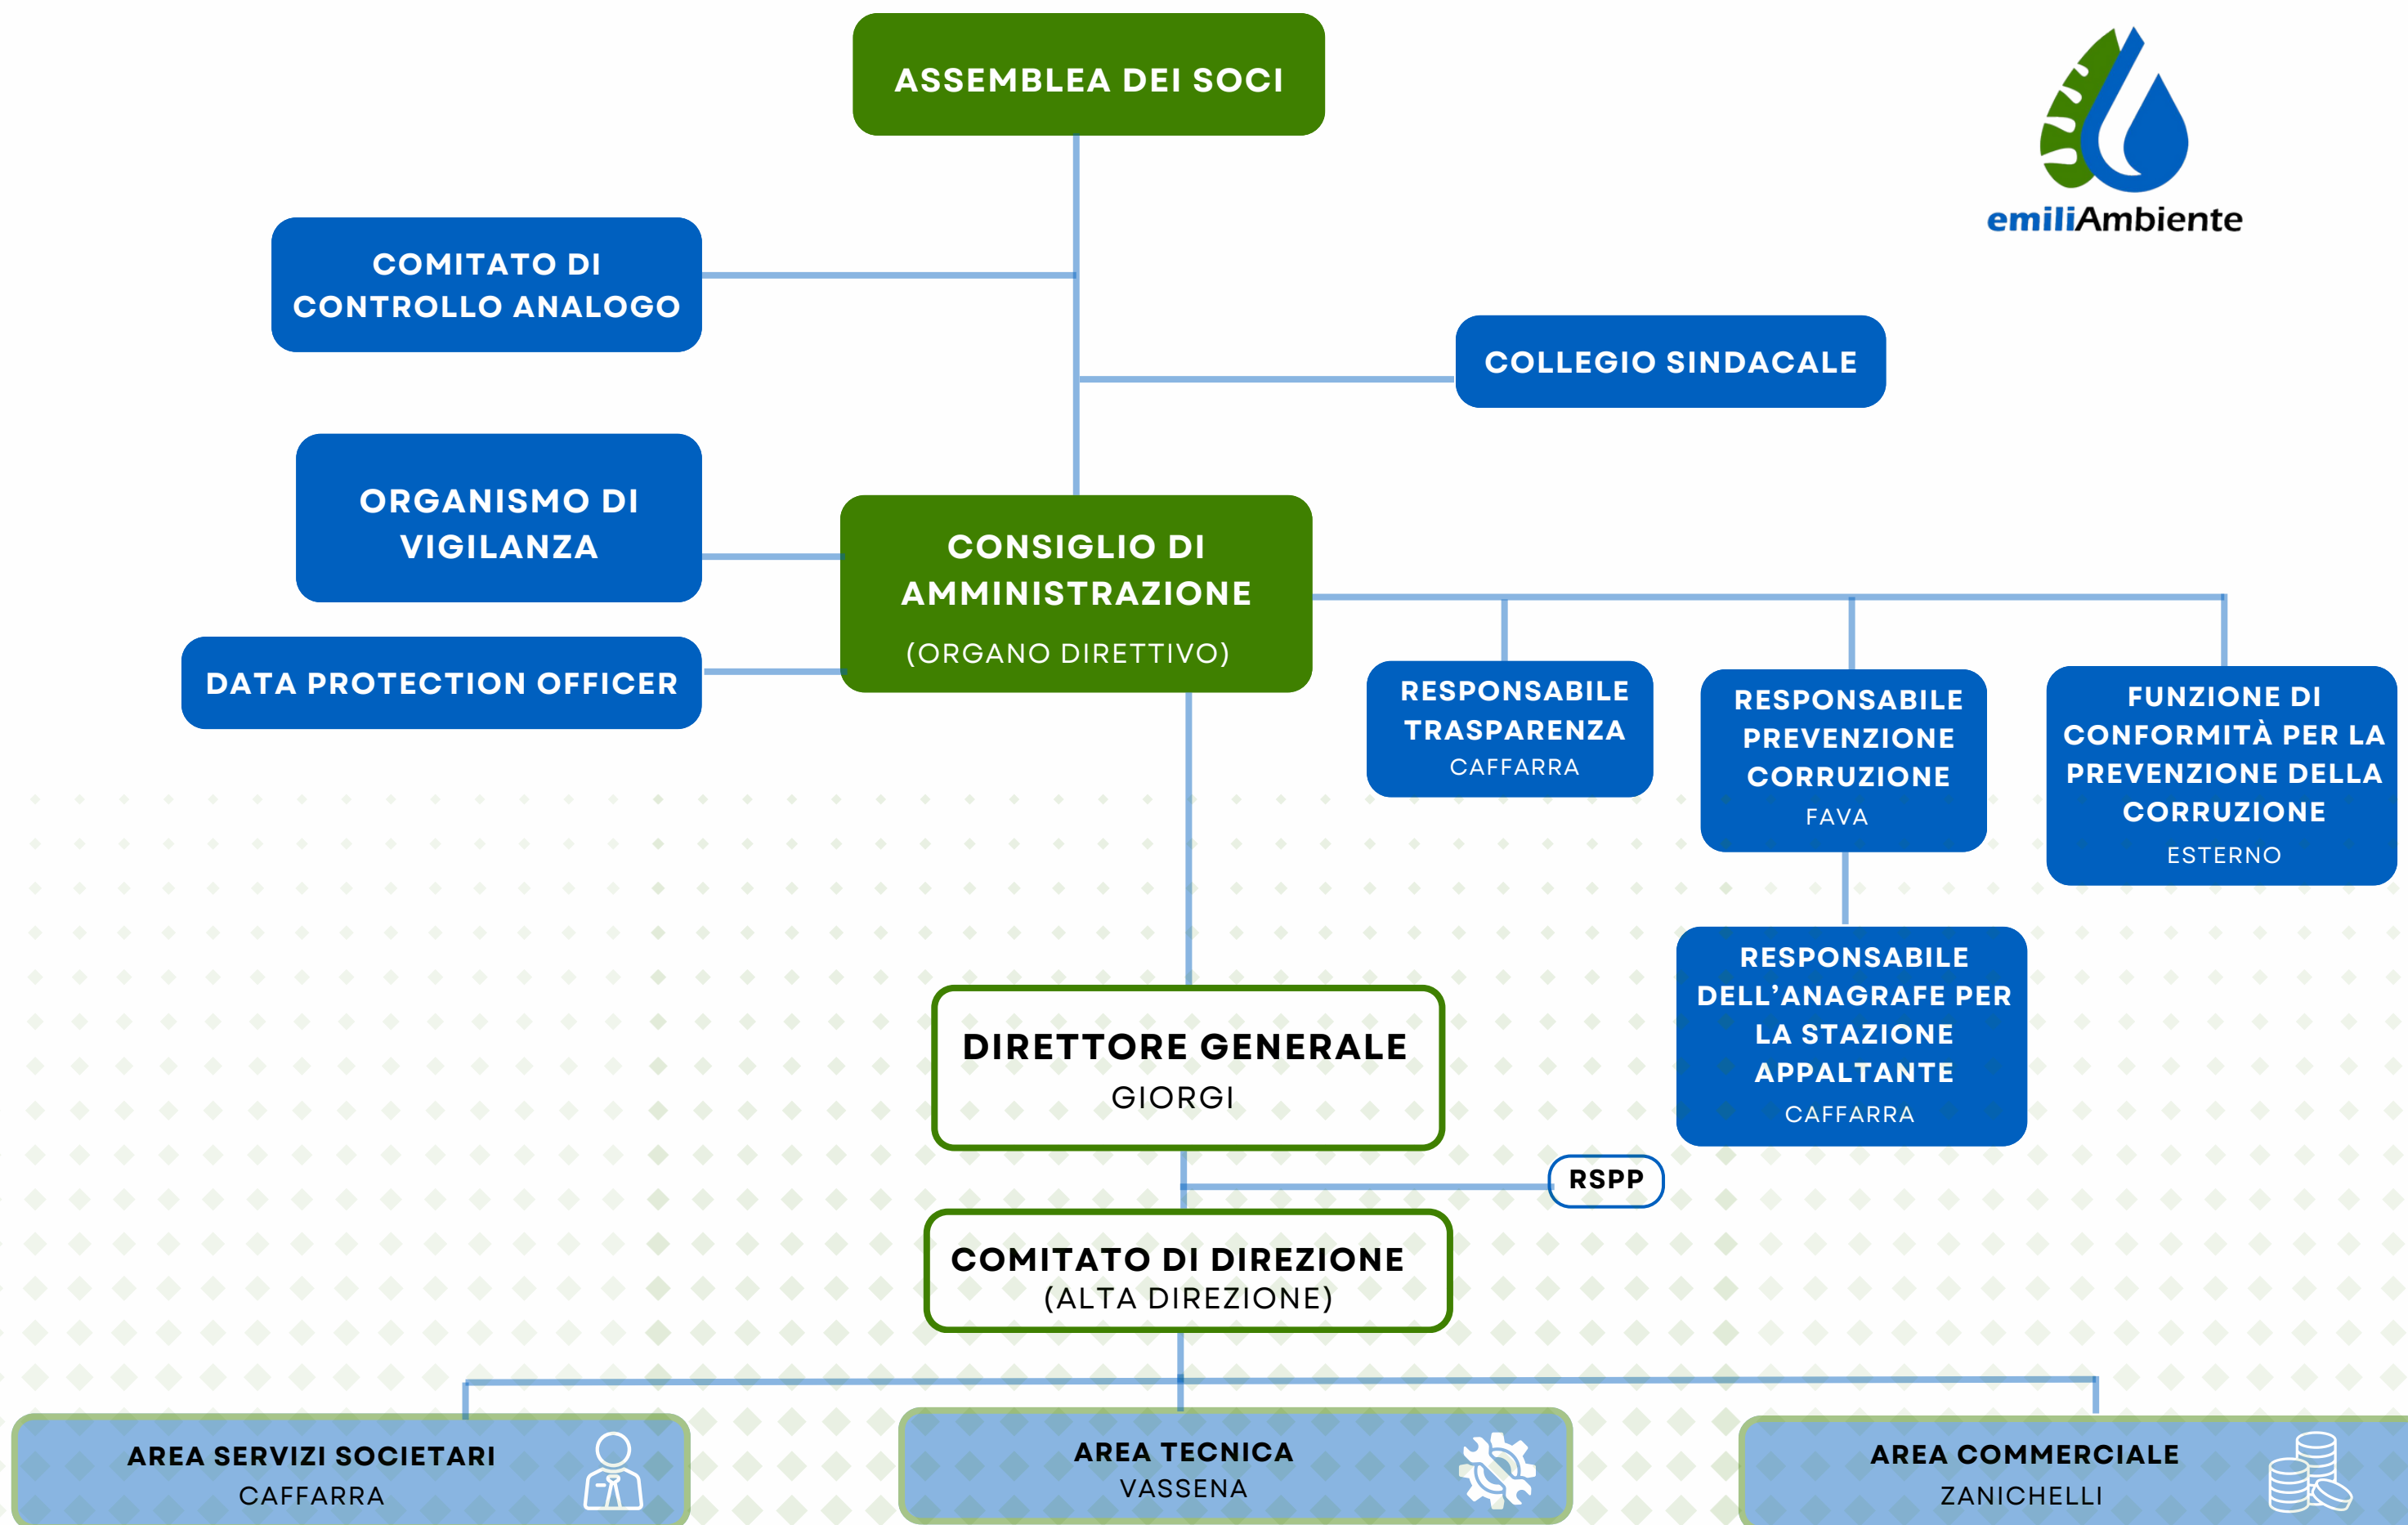 ASSEMBLEA DEI SOCI
emiliAmbiente
COMITATO DI
CONTROLLO ANALOGO
COLLEGIO SINDACALE
ORGANISMO DI
VIGILANZA
CONSIGLIO DI
AMMINISTRAZIONE
(ORGANO DIRETTIVO)
DATA PROTECTION OFFICER
RESPONSABILE
TRASPARENZA
CAFFARRA
RESPONSABILE
PREVENZIONE
CORRUZIONE
FAVA
FUNZIONE DI
CONFORMITÀ PER LA
PREVENZIONE DELLA
CORRUZIONE
ESTERNO
RESPONSABILE
DELL’ANAGRAFE PER
LA STAZIONE
APPALTANTE
CAFFARRA
DIRETTORE GENERALE
GIORGI
RSPP
COMITATO DI DIREZIONE
(ALTA DIREZIONE)
AREA SERVIZI SOCIETARI
CAFFARRA
AREA TECNICA
VASSENA
AREA COMMERCIALE
ZANICHELLI